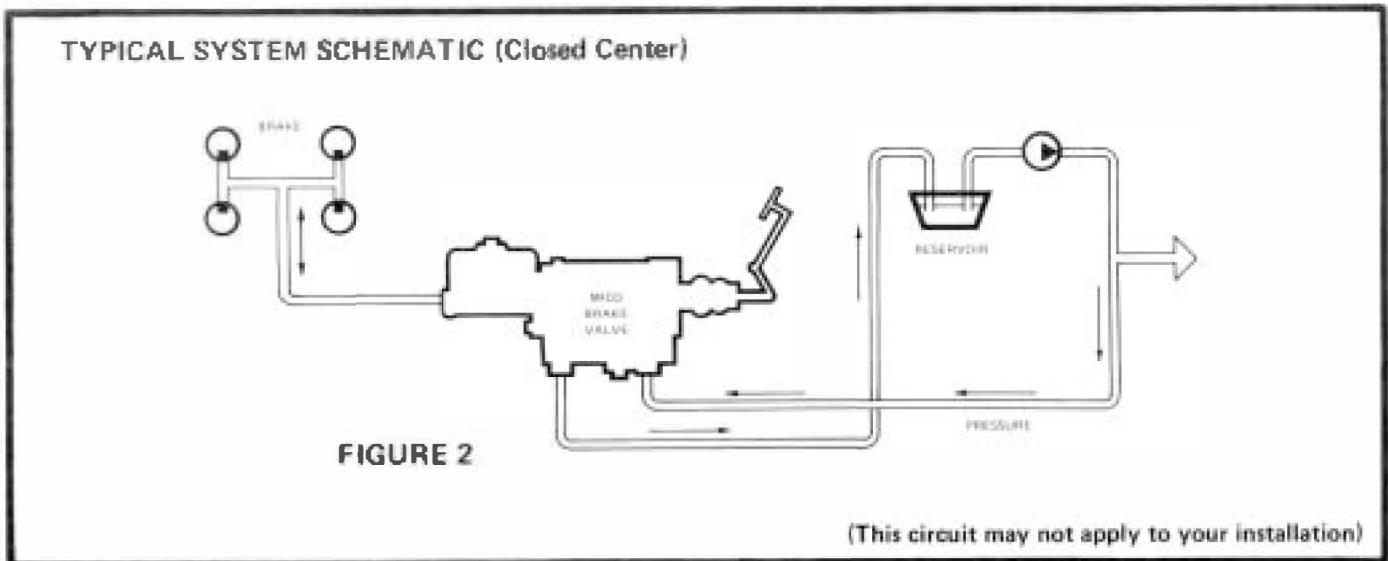 TYPICAL SYSTEM SCHEMATIC (Closed Center)
BRAKE
RESERVOIR
MICO
BRAKE
VALVE
PRESSURE
FIGURE 2
(This circuit may not apply to your installation)